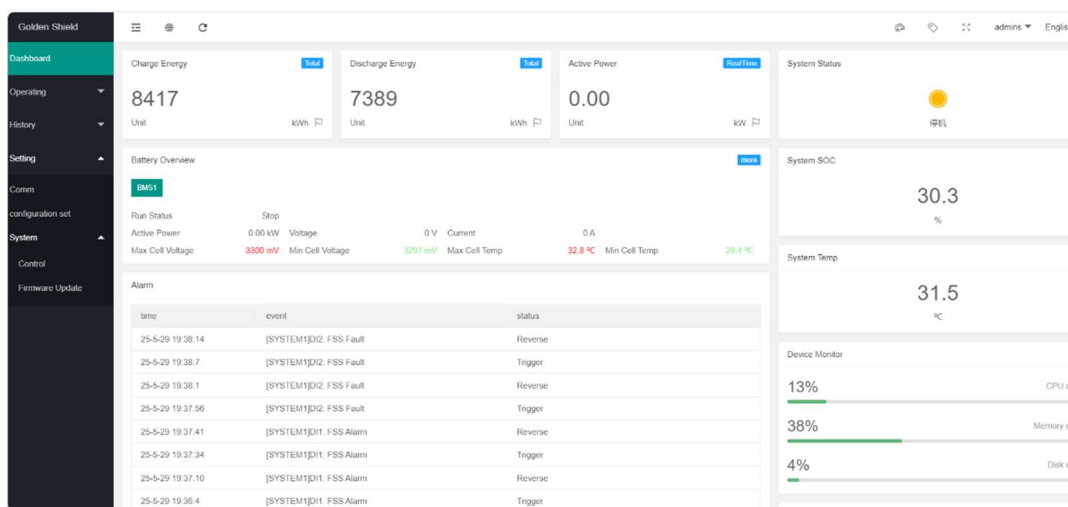 Golden Shield
admins
Dashboard
Operating
History
Setting
Comm
configuration set
System
Control
Firmware Update
Charge Energy Total
8417
Unit kWh
Discharge Energy Total
7389
Unit kWh
Active Power RealTime
0.00
Unit kW
System Status
停机
Battery Overview more
BMS1
Run Status Stop
Active Power 0.00 kW Voltage 0 V Current 0 A
Max Cell Voltage 3300 mV Min Cell Voltage 3297 mV Max Cell Temp 32.8 ºC Min Cell Temp 29.4 ºC
System SOC
30.3
%
System Temp
31.5
ºC
Alarm
time event status
25-5-29 19:38:14 [SYSTEM1]DI2: FSS Fault Reverse
25-5-29 19:38:7 [SYSTEM1]DI2: FSS Fault Trigger
25-5-29 19:38:1 [SYSTEM1]DI2: FSS Fault Reverse
25-5-29 19:37:56 [SYSTEM1]DI2: FSS Fault Trigger
25-5-29 19:37:41 [SYSTEM1]DI1: FSS Alarm Reverse
25-5-29 19:37:34 [SYSTEM1]DI1: FSS Alarm Trigger
25-5-29 19:37:10 [SYSTEM1]DI1: FSS Alarm Reverse
25-5-29 19:36:4 [SYSTEM1]DI1: FSS Alarm Trigger
Device Monitor
13% CPU
38% Memory
4% Disk